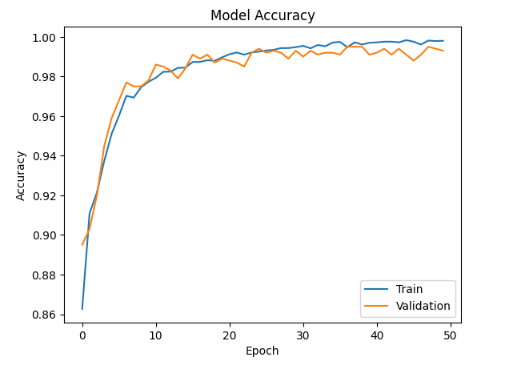 Model Accuracy
1.00
0.98
0.96
0.94
0.92
0.90
0.88
0.86
Accuracy
Train
Validation
0 10 20 30 40 50
Epoch